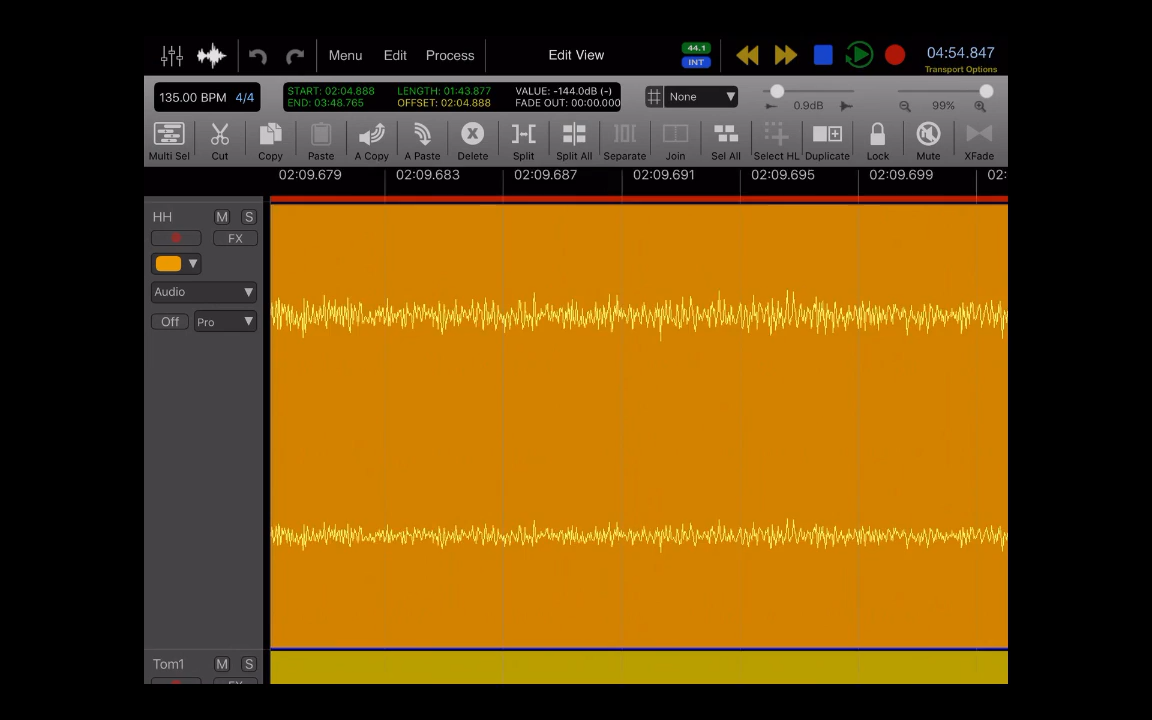 Menu Edit Process Edit View 44.1 INT 04:54.847 Transport Options
135.00 BPM 4/4 START: 02:04.888 LENGTH: 01:43.877 VALUE: -144.0dB (-) None 0.9dB 99%
END: 03:48.765 OFFSET: 02:04.888 FADE OUT: 00:00.000
Multi Sel Cut Copy Paste A Copy A Paste Delete Split Split All Separate Join Sel All Select HL Duplicate Lock Mute XFade
02:09.679 02:09.683 02:09.687 02:09.691 02:09.695 02:09.699 02:
HH M S
FX
Audio
Off Pro
Tom1 M S
FX